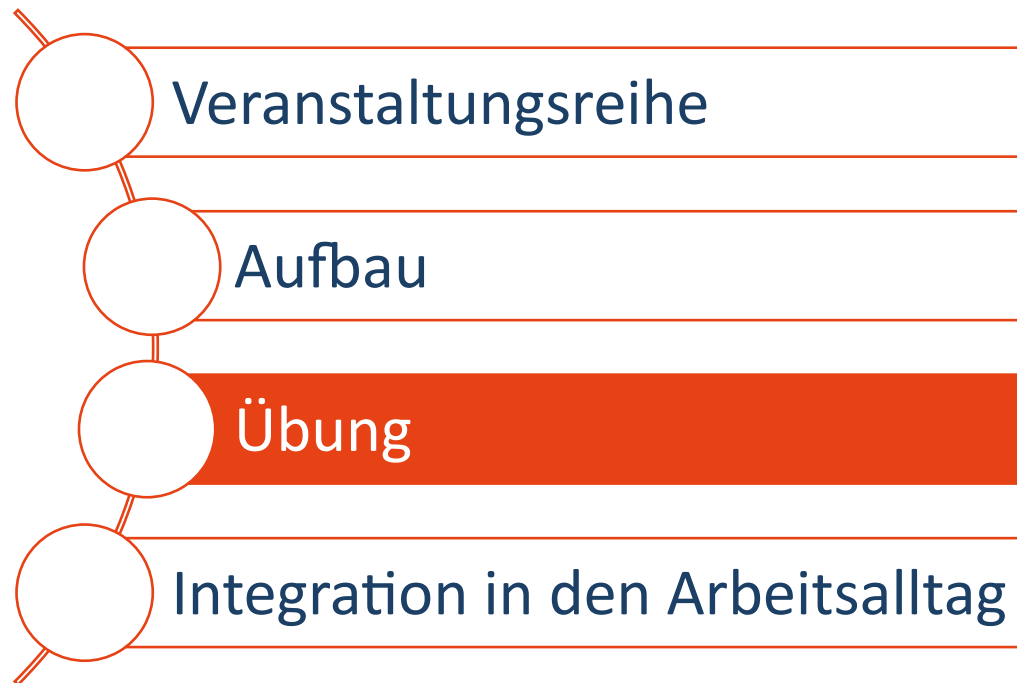 Veranstaltungsreihe
Aufbau
Übung
Integration in den Arbeitsalltag